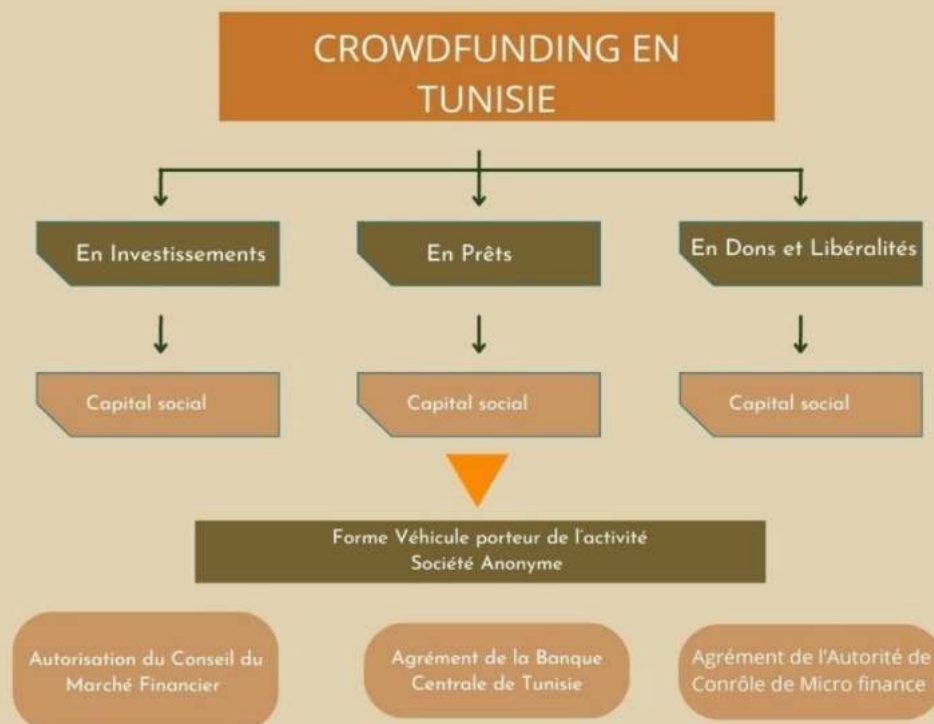 CROWDFUNDING EN
TUNISIE
En Investissements
En Prêts
En Dons et Libéralités
Capital social
Capital social
Capital social
Forme Véhicule porteur de l'activité
Société Anonyme
Autorisation du Conseil du
Marché Financier
Agrément de la Banque
Centrale de Tunisie
Agrément de l'Autorité de
Conrôle de Micro finance